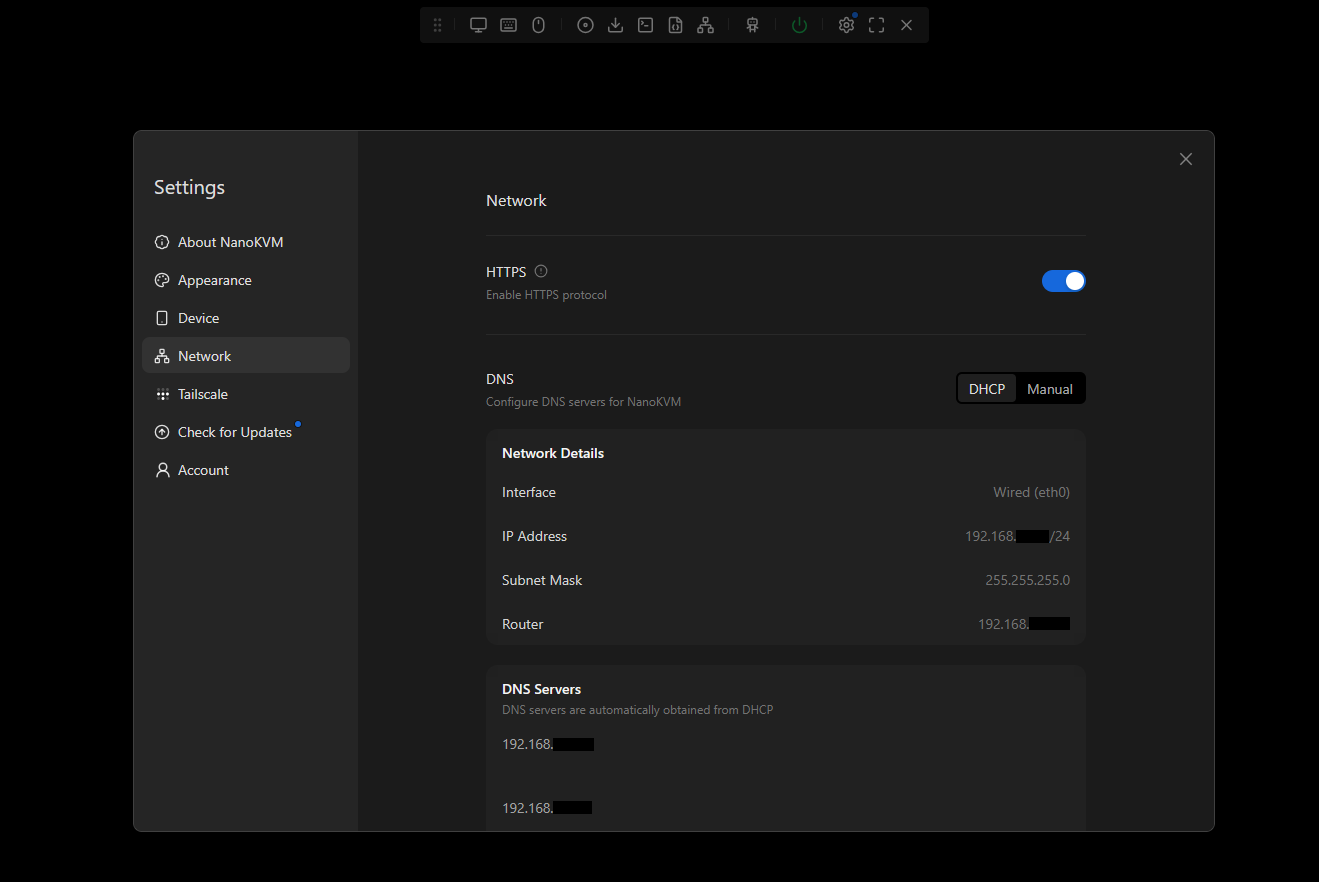 Settings
About NanoKVM
Appearance
Device
Network
Tailscale
Check for Updates
Account
Network
HTTPS
Enable HTTPS protocol
DNS
Configure DNS servers for NanoKVM
DHCP Manual
Network Details
Interface Wired (eth0)
IP Address 192.168. /24
Subnet Mask 255.255.255.0
Router 192.168.
DNS Servers
DNS servers are automatically obtained from DHCP
192.168.
192.168.